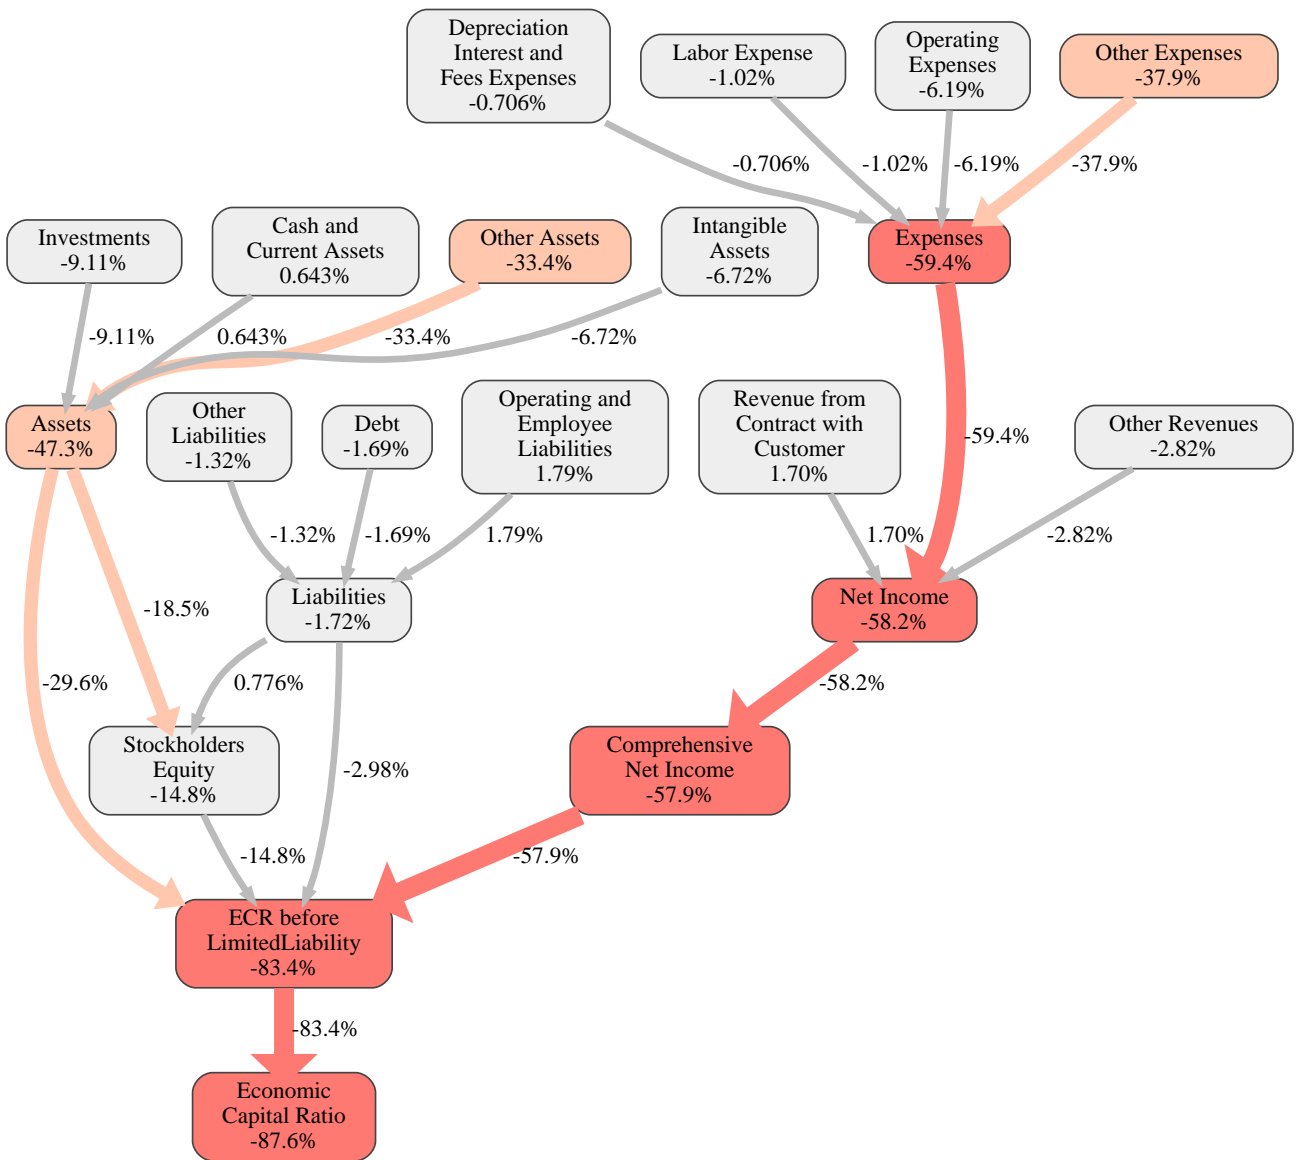 Depreciation
Interest and
Fees Expenses
-0.706%
Labor Expense
-1.02%
Operating
Expenses
-6.19%
Other Expenses
-37.9%
-0.706%
-1.02%
-6.19%
-37.9%
Investments
-9.11%
Cash and
Current Assets
0.643%
Other Assets
-33.4%
Intangible
Assets
-6.72%
Expenses
-59.4%
-9.11%
0.643%
-33.4%
-6.72%
Assets
-47.3%
Other
Liabilities
-1.32%
Debt
-1.69%
Operating and
Employee
Liabilities
1.79%
Revenue from
Contract with
Customer
1.70%
-59.4%
Other Revenues
-2.82%
-1.32%
-1.69%
1.79%
1.70%
-2.82%
-18.5%
Liabilities
-1.72%
Net Income
-58.2%
-29.6%
0.776%
-58.2%
Stockholders
Equity
-14.8%
-2.98%
Comprehensive
Net Income
-57.9%
-14.8%
-57.9%
ECR before
LimitedLiability
-83.4%
-83.4%
Economic
Capital Ratio
-87.6%